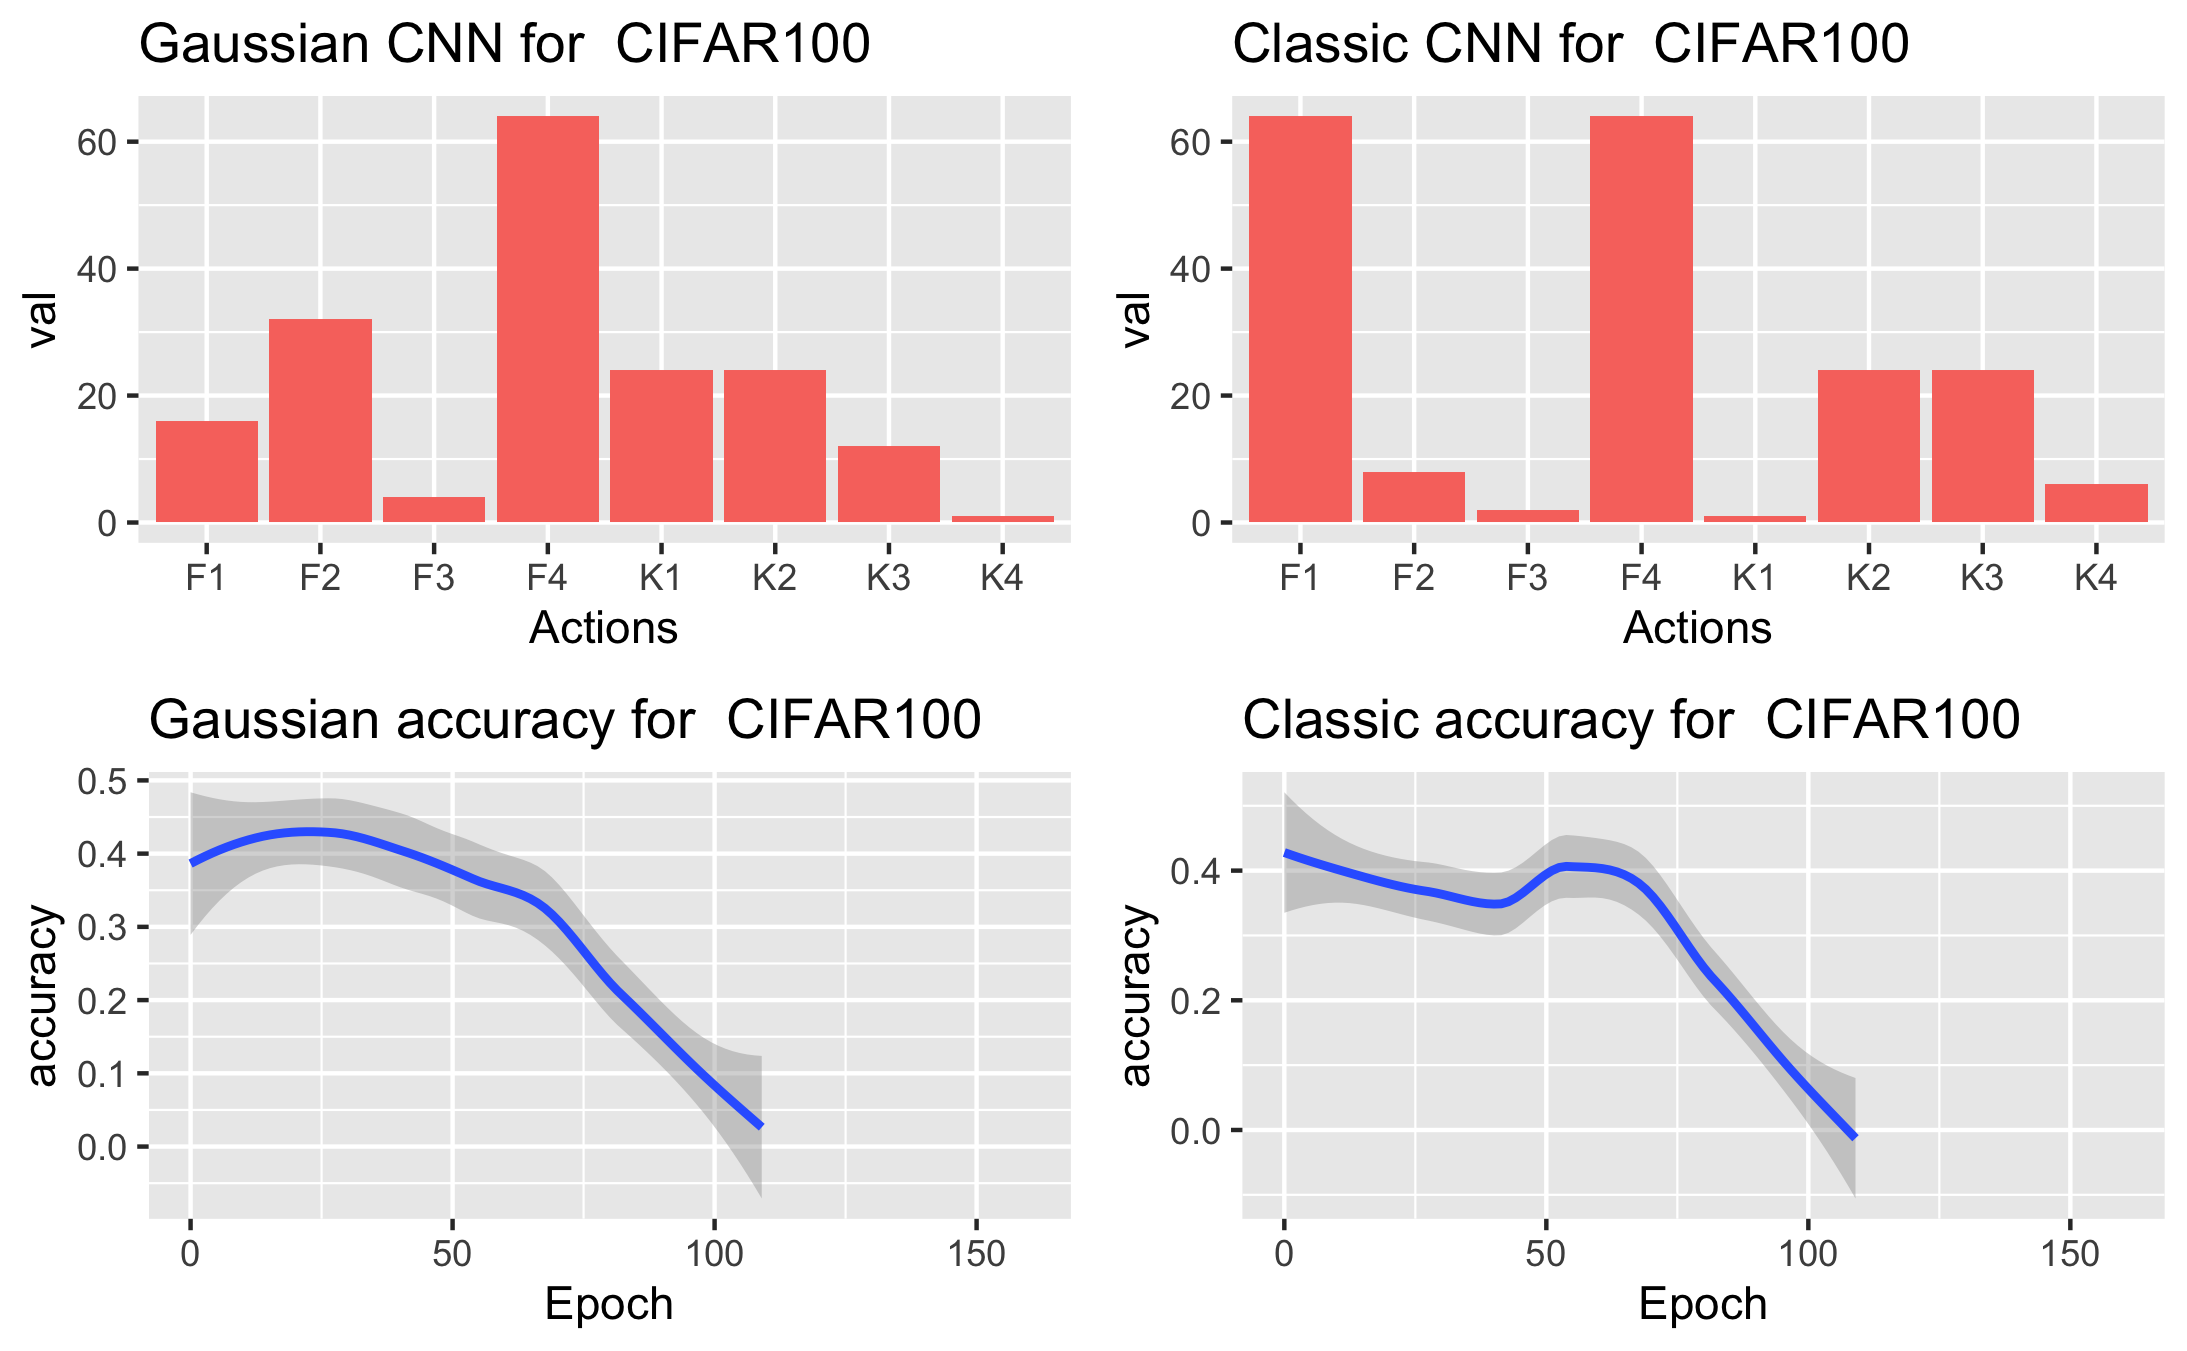 Gaussian CNN for  CIFAR100
val
60
40
20
0
F1 F2 F3 F4 K1 K2 K3 K4
Actions
Classic CNN for  CIFAR100
val
60
40
20
0
F1 F2 F3 F4 K1 K2 K3 K4
Actions
Gaussian accuracy for  CIFAR100
accuracy
0.5
0.4
0.3
0.2
0.1
0.0
0 50 100 150
Epoch
Classic accuracy for  CIFAR100
accuracy
0.4
0.2
0.0
0 50 100 150
Epoch